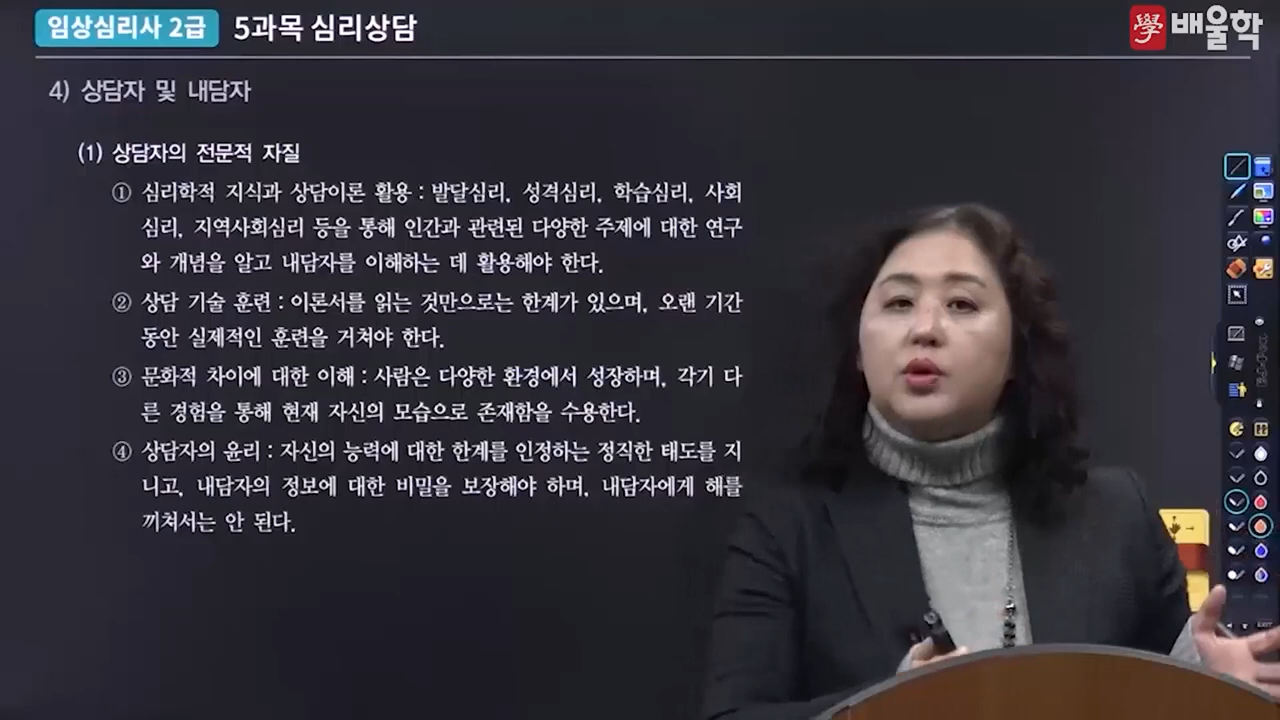 임상심리사 2급 5과목 심리상담
學 배울학
4) 상담자 및 내담자
(1) 상담자의 전문적 자질
① 심리학적 지식과 상담이론 활용 : 발달심리, 성격심리, 학습심리, 사회
심리, 지역사회심리 등을 통해 인간과 관련된 다양한 주제에 대한 연구
와 개념을 알고 내담자를 이해하는 데 활용해야 한다.
② 상담 기술 훈련 : 이론서를 읽는 것만으로는 한계가 있으며, 오랜 기간
동안 실제적인 훈련을 거쳐야 한다.
③ 문화적 차이에 대한 이해 : 사람은 다양한 환경에서 성장하며, 각기 다
른 경험을 통해 현재 자신의 모습으로 존재함을 수용한다.
④ 상담자의 윤리 : 자신의 능력에 대한 한계를 인정하는 정직한 태도를 지
니고, 내담자의 정보에 대한 비밀을 보장해야 하며, 내담자에게 해를
끼쳐서는 안 된다.
EXIT